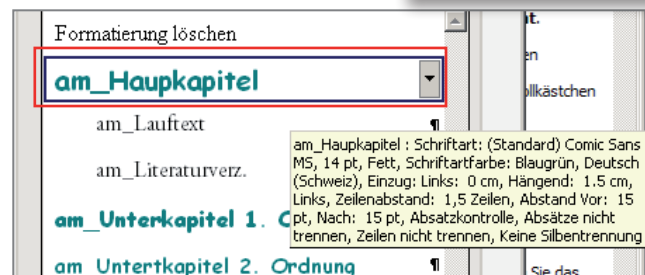 Formatierung löschen
it.
en
am_Haupkapitel
llkästchen
am_Lauftext ¶
am_Literaturverz.
am_Haupkapitel : Schriftart: (Standard) Comic Sans
MS, 14 pt, Fett, Schriftartfarbe: Blaugrün, Deutsch
(Schweiz), Einzug: Links: 0 cm, Hängend: 1.5 cm,
Links, Zeilenabstand: 1,5 Zeilen, Abstand Vor: 15
pt, Nach: 15 pt, Absatzkontrolle, Absätze nicht
trennen, Zeilen nicht trennen, Keine Silbentrennung
am_Unterkapitel 1. O
am_Untertkapitel 2. Ordnung ¶
Sie das